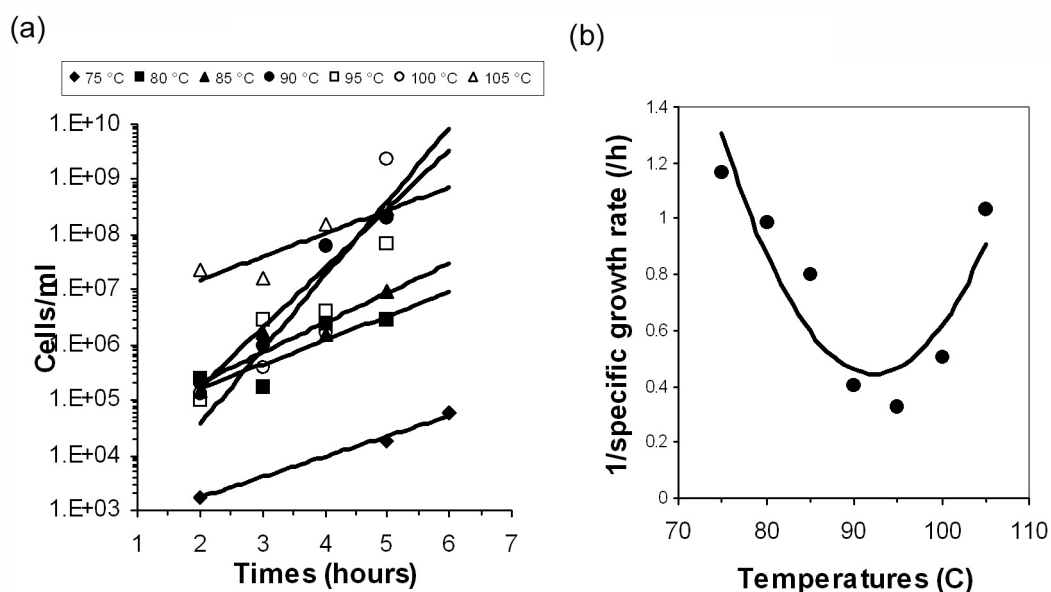 (a)
75 °C 80 °C 85 °C 90 °C 95 °C 100 °C 105 °C
Cells/ml
1.E+10
1.E+09
1.E+08
1.E+07
1.E+06
1.E+05
1.E+04
1.E+03
1 2 3 4 5 6 7
Times (hours)
(b)
1/specific growth rate (/h)
1.4
1.2
1
0.8
0.6
0.4
0.2
0
70 80 90 100 110
Temperatures (C)